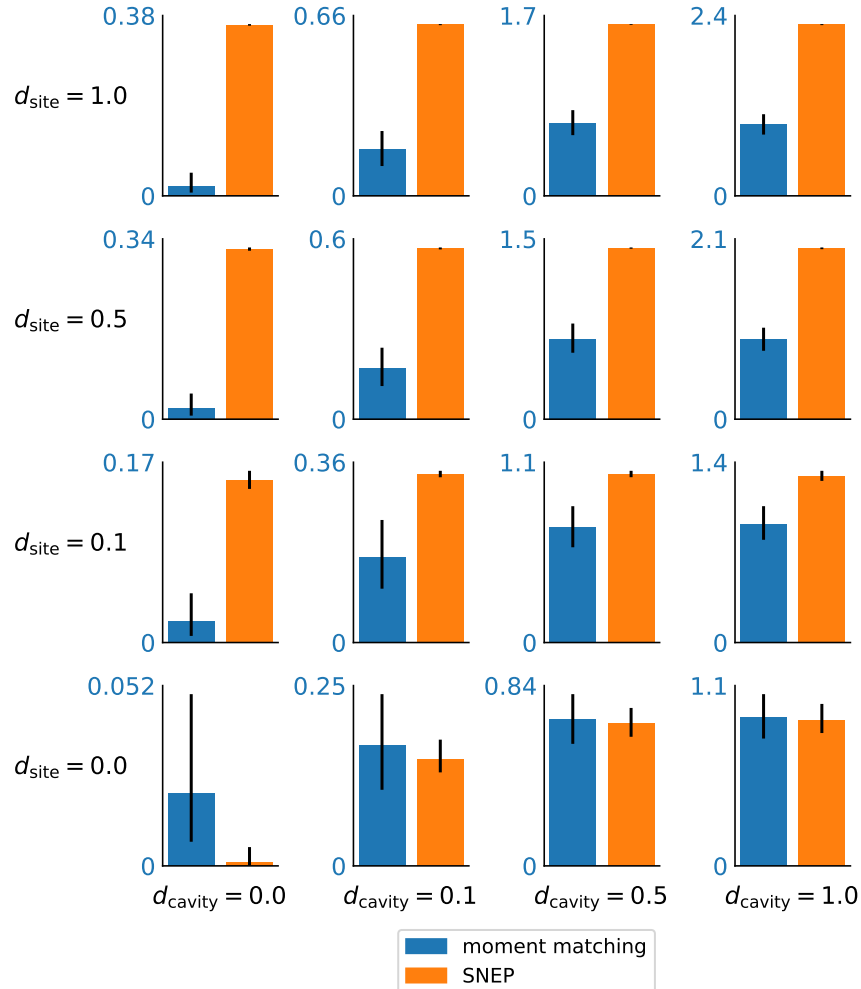 0.38 0.66 1.7 2.4
d_site = 1.0
0 0 0 0
0.34 0.6 1.5 2.1
d_site = 0.5
0 0 0 0
0.17 0.36 1.1 1.4
d_site = 0.1
0 0 0 0
0.052 0.25 0.84 1.1
d_site = 0.0
0 0 0 0
d_cavity = 0.0 d_cavity = 0.1 d_cavity = 0.5 d_cavity = 1.0
moment matching
SNEP